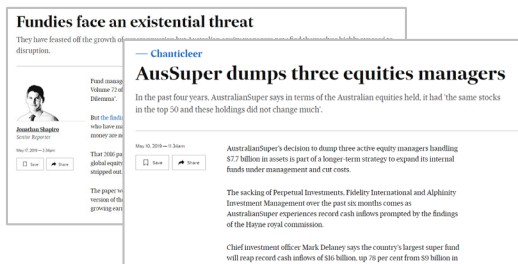 Fundies face an existential threat
They have feasted off the growth of
disruption.
Jonathan Shapiro
Senior Reporter
May 17, 2019 — 2.34pm
Save
Share
Fund manag
Volume 72 of
Dilemma".
But the findi
who have ma
money are no
That 2016 pa
global equity
stripped out.
The paper w
version of the
growing earn
— Chanticleer
AusSuper dumps three equities managers
In the past four years, AustralianSuper says in terms of the Australian equities held, it had 'the same stocks
in the top 50 and these holdings did not change much'.
May 10, 2019 — 11.34am
Save
Share
AustralianSuper's decision to dump three active equity managers handling
$7.7 billion in assets is part of a longer-term strategy to expand its internal
funds under management and cut costs.
The sacking of Perpetual Investments, Fidelity International and Alphinity
Investment Management over the past six months comes as
AustralianSuper experiences record cash inflows prompted by the findings
of the Hayne royal commission.
Chief investment officer Mark Delaney says the country's largest super fund
will reap record cash inflows of $16 billion, up 78 per cent from $9 billion in